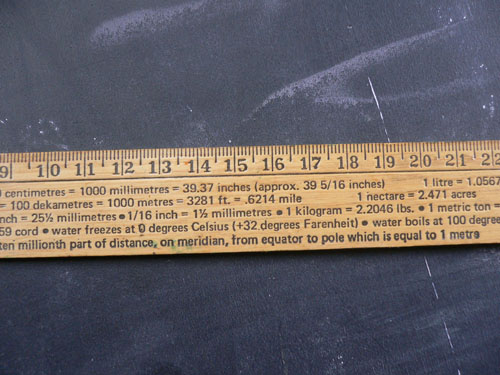 9 10 11 12 13 14 15 16 17 18 19 20 21 22
centimetres = 1000 millimetres = 39.37 inches (approx. 39 5/16 inches) 1 litre = 1.0567
= 100 dekametres = 1000 metres = 3281 ft. = .6214 mile 1 nectare = 2.471 acres
nch = 25½ millimetres • 1/16 inch = 1½ millimetres • 1 kilogram = 2.2046 lbs. • 1 metric ton =
59 cord • water freezes at 0 degrees Celsius (+32 degrees Farenheit) • water boils at 100 degree
ten millionth part of distance, on meridian, from equator to pole which is equal to 1 metre